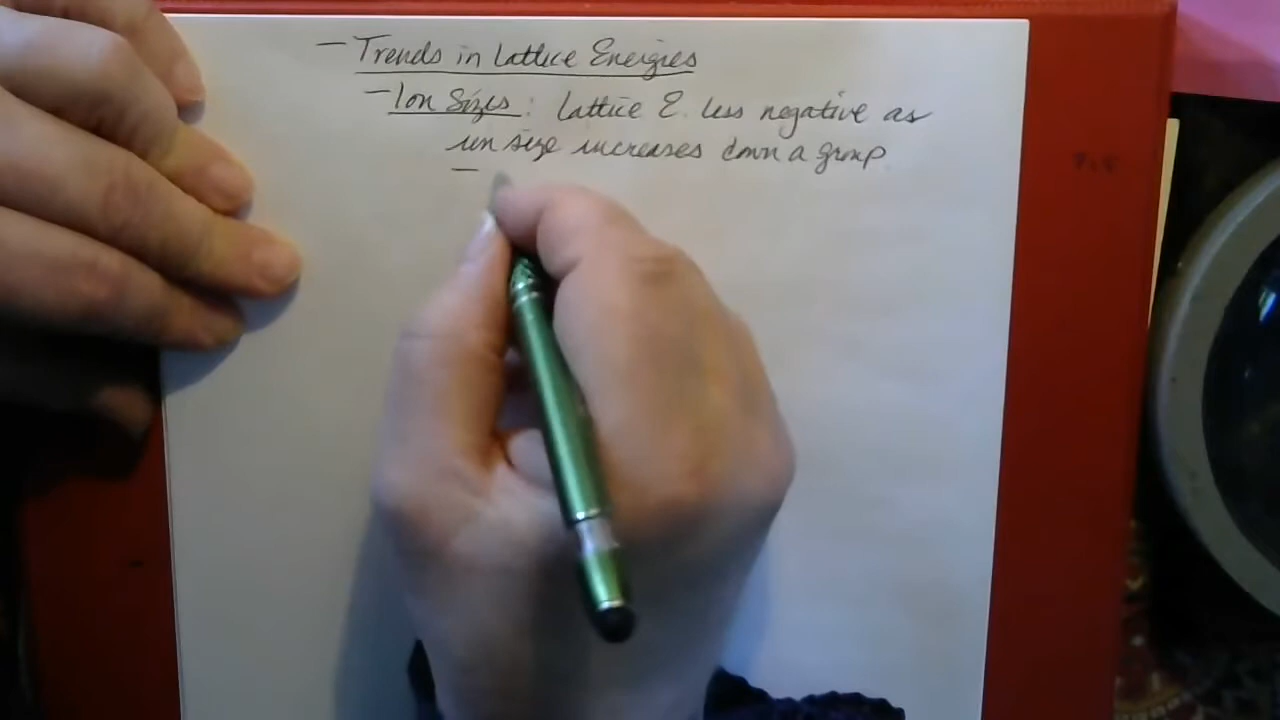 - Trends in Lattice Energies
- Ion Sizes: Lattice E. less negative as
ion size increases down a group
-